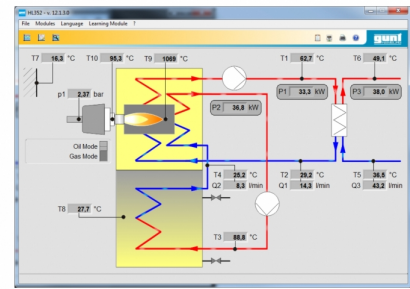 HL352 - v. 12.1.3.0
File Modules Language Learning Module ?
gunt
T7 16,3 °C T10 95,3 °C T9 1069 °C T1 62,7 °C T6 49,1 °C
p1 2,37 bar
P1 33,3 kW P3 38,0 kW
P2 36,8 kW
Oil Mode
Gas Mode
T4 25,2 °C T2 29,2 °C T5 36,5 °C
Q2 8,3 l/min Q1 14,3 l/min Q3 43,2 l/min
T8 27,7 °C
T3 88,8 °C